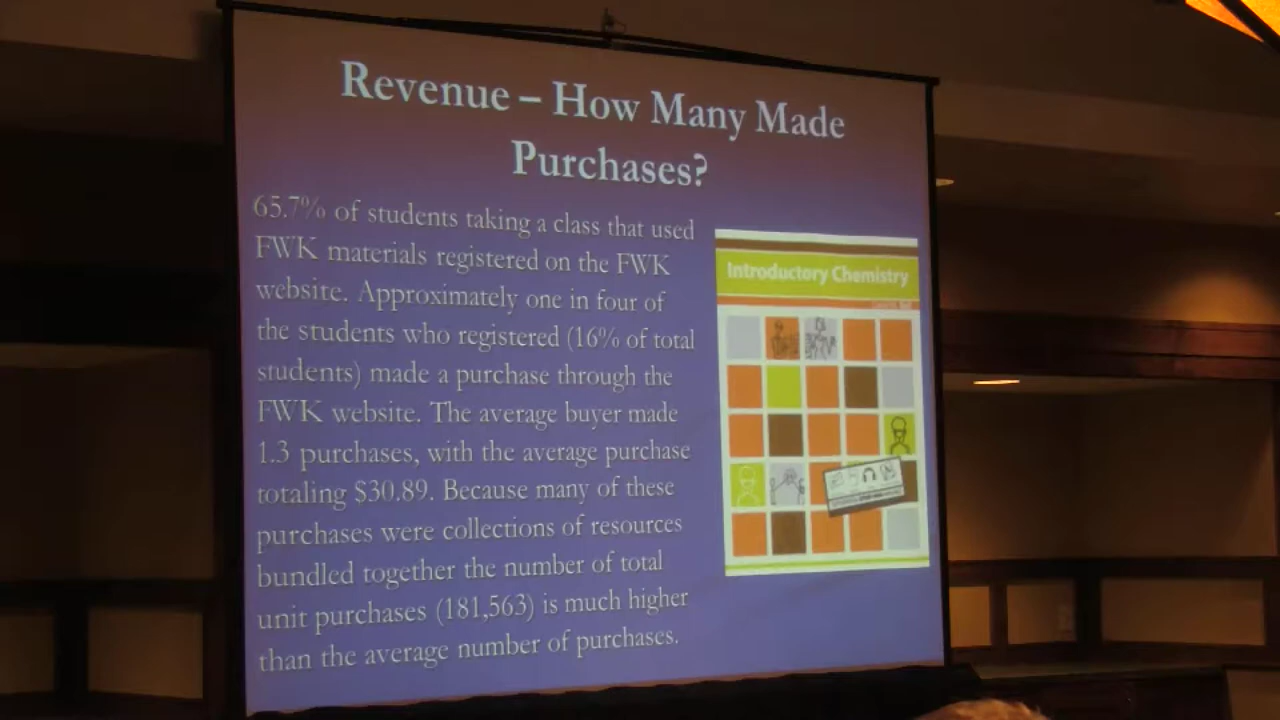 Revenue – How Many Made
Purchases?
65.7% of students taking a class that used
FWK materials registered on the FWK
website. Approximately one in four of
the students who registered (16% of total
students) made a purchase through the
FWK website. The average buyer made
1.3 purchases, with the average purchase
totaling $30.89. Because many of these
purchases were collections of resources
bundled together the number of total
unit purchases (181,563) is much higher
than the average number of purchases.
Introductory Chemistry